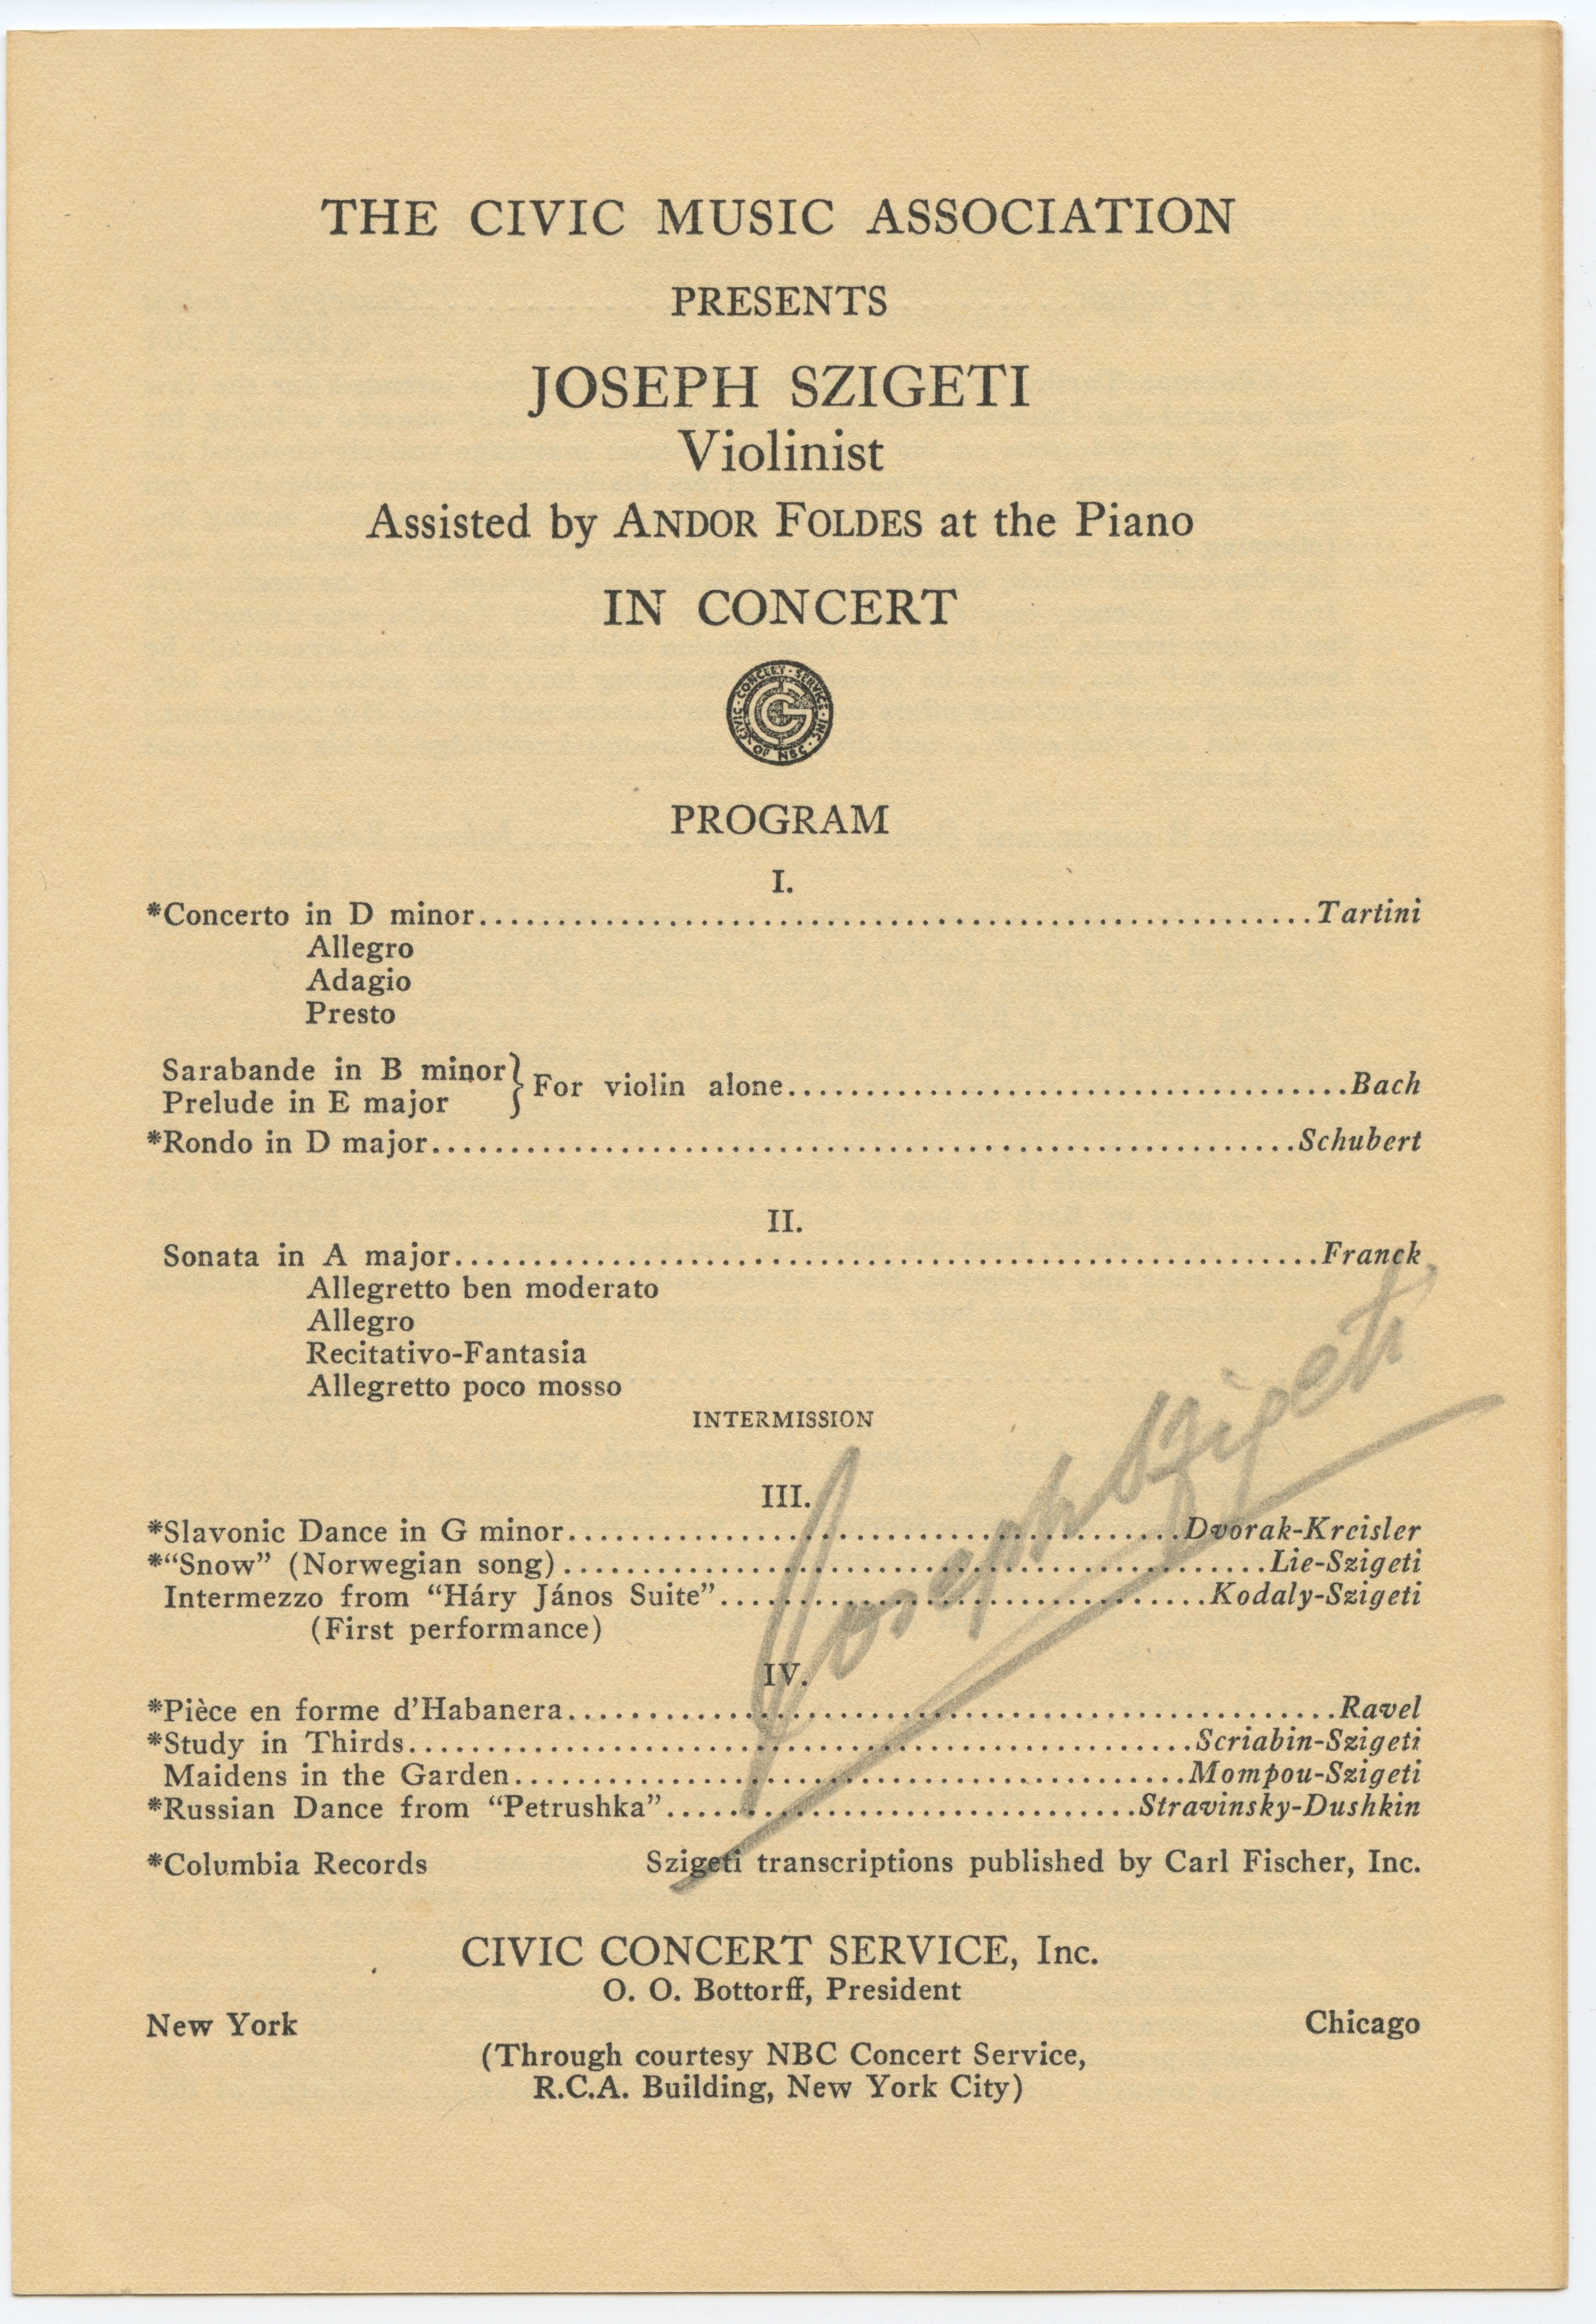 THE CIVIC MUSIC ASSOCIATION
PRESENTS
JOSEPH SZIGETI
Violinist
Assisted by ANDOR FOLDES at the Piano
IN CONCERT
CIVIC · CONCERT · SERVICE · INC · OF NBC ·
PROGRAM
I.
*Concerto in D minor........Tartini
Allegro
Adagio
Presto
Sarabande in B minor
Prelude in E major } For violin alone........Bach
*Rondo in D major........Schubert
II.
Sonata in A major........Franck
Allegretto ben moderato
Allegro
Recitativo-Fantasia
Allegretto poco mosso
INTERMISSION
Joseph Szigeti
III.
*Slavonic Dance in G minor........Dvorak-Kreisler
*“Snow” (Norwegian song)........Lie-Szigeti
Intermezzo from “Háry János Suite”........Kodaly-Szigeti
(First performance)
IV.
*Pièce en forme d’Habanera........Ravel
*Study in Thirds........Scriabin-Szigeti
Maidens in the Garden........Mompou-Szigeti
*Russian Dance from “Petrushka”........Stravinsky-Dushkin
*Columbia Records Szigeti transcriptions published by Carl Fischer, Inc.
CIVIC CONCERT SERVICE, Inc.
O. O. Bottorff, President
New York Chicago
(Through courtesy NBC Concert Service,
R.C.A. Building, New York City)